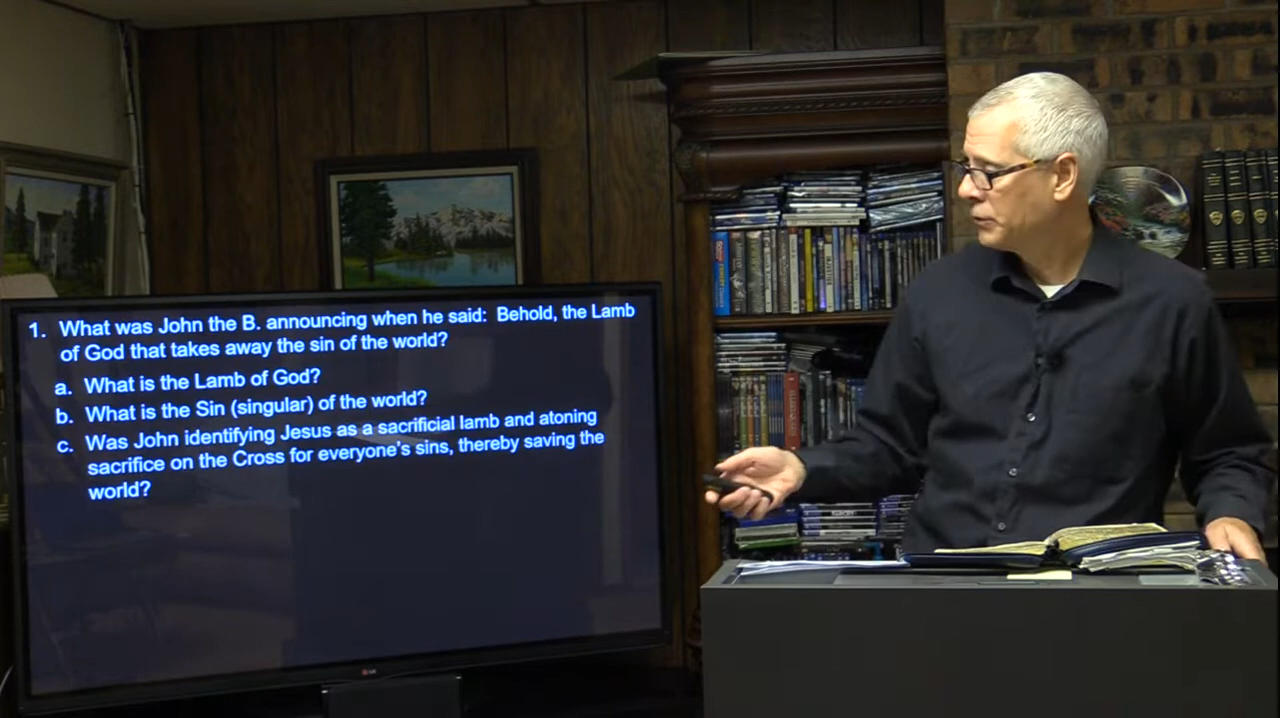 1. What was John the B. announcing when he said: Behold, the Lamb
of God that takes away the sin of the world?
a. What is the Lamb of God?
b. What is the Sin (singular) of the world?
c. Was John identifying Jesus as a sacrificial lamb and atoning
sacrifice on the Cross for everyone's sins, thereby saving the
world?
LG